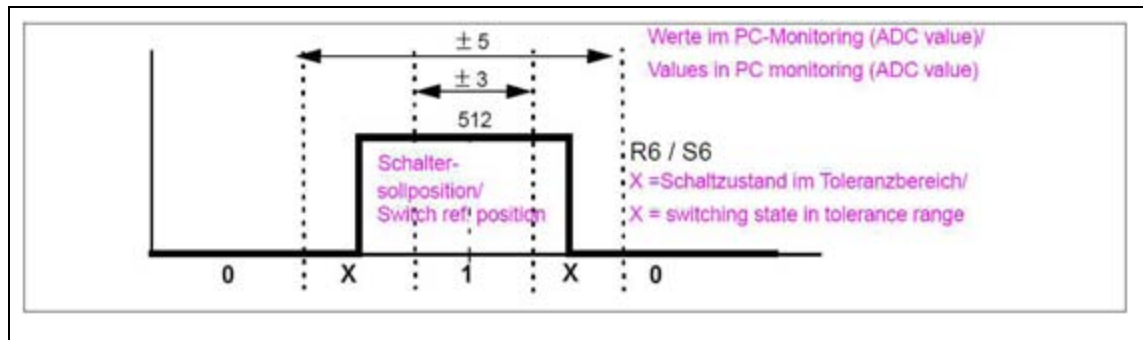 ± 5
Werte im PC-Monitoring (ADC value)/
Values in PC monitoring (ADC value)
± 3
512
Schalter-
sollposition/
Switch ref. position
R6 / S6
X =Schaltzustand im Toleranzbereich/
X = switching state in tolerance range
0 X 1 X 0